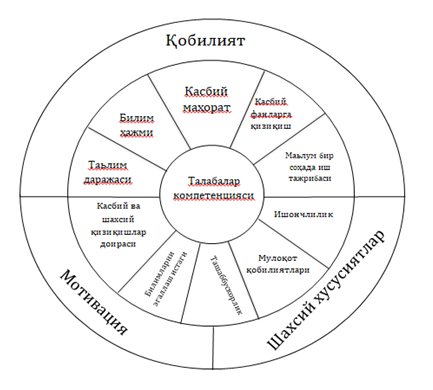 Қобилият
Касбий
маҳорат
Касбий
фанларга
қизиқиш
Билим
ҳажми
Маълум бир
соҳада иш
тажрибаси
Таълим
даражаси
Талабалар
компетенцияси
Касбий ва
шахсий
қизиқишлар
доираси
Ишончлилик
Билимларни
эгаллаш истаги
Ташаббускорлик
Мулоқот
қобилиятлари
Мотивация
Шахсий хусусиятлар